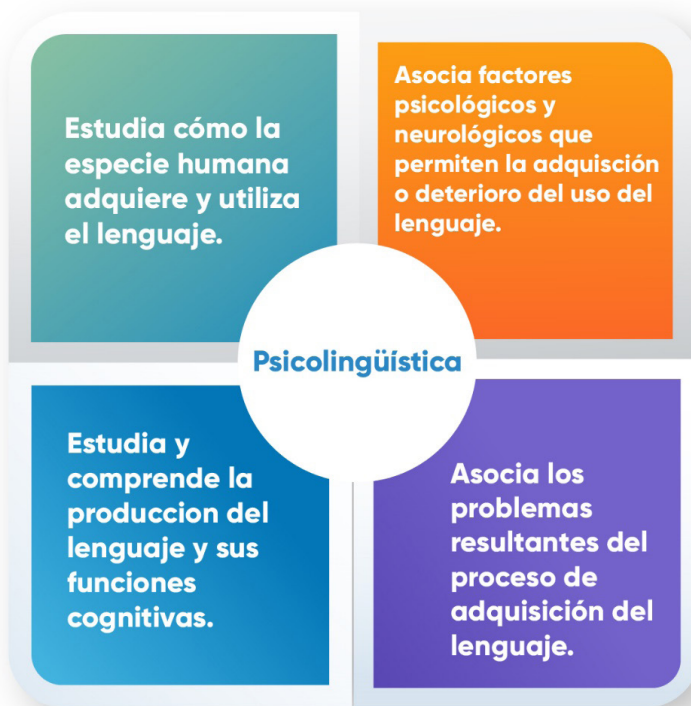 Estudia cómo la
especie humana
adquiere y utiliza
el lenguaje.
Asocia factores
psicológicos y
neurológicos que
permiten la adquisción
o deterioro del uso del
lenguaje.
Psicolingüística
Estudia y
comprende la
produccion del
lenguaje y sus
funciones
cognitivas.
Asocia los
problemas
resultantes del
proceso de
adquisición del
lenguaje.